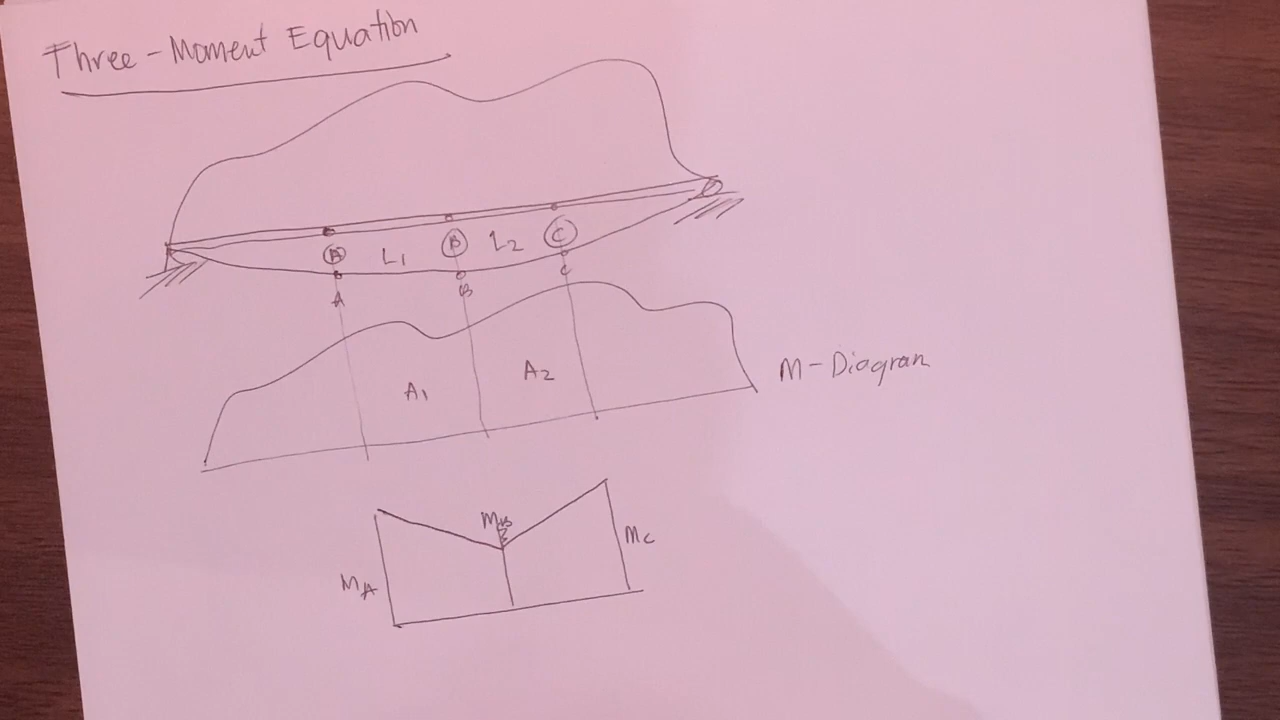 Three-Moment Equation
A L1 B L2 C
A B C
A1 A2
M-Diagram
MA MB MC